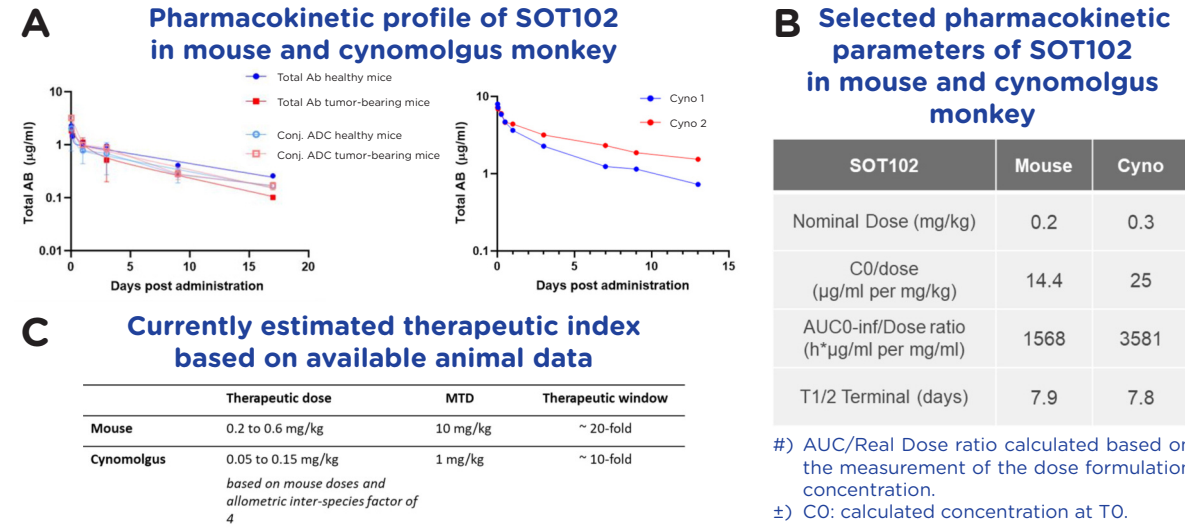 A
Pharmacokinetic profile of SOT102
in mouse and cynomolgus monkey
Total Ab healthy mice
Total Ab tumor-bearing mice
Conj. ADC healthy mice
Conj. ADC tumor-bearing mice
Total AB (µg/ml)
10
1
0.1
0.01
0
5
10
15
20
Days post administration
Cyno 1
Cyno 2
Total AB (µg/ml)
10
1
0.1
0
5
10
15
Days post administration
B
Selected pharmacokinetic
parameters of SOT102
in mouse and cynomolgus
monkey
SOT102 Mouse Cyno
Nominal Dose (mg/kg) 0.2 0.3
C0/dose
(µg/ml per mg/kg) 14.4 25
AUC0-inf/Dose ratio
(h*µg/ml per mg/ml) 1568 3581
T1/2 Terminal (days) 7.9 7.8
#) AUC/Real Dose ratio calculated based on
the measurement of the dose formulation
concentration.
±) C0: calculated concentration at T0.
C
Currently estimated therapeutic index
based on available animal data
Therapeutic dose MTD Therapeutic window
Mouse 0.2 to 0.6 mg/kg 10 mg/kg ~ 20-fold
Cynomolgus 0.05 to 0.15 mg/kg 1 mg/kg ~ 10-fold
based on mouse doses and
allometric inter-species factor of
4